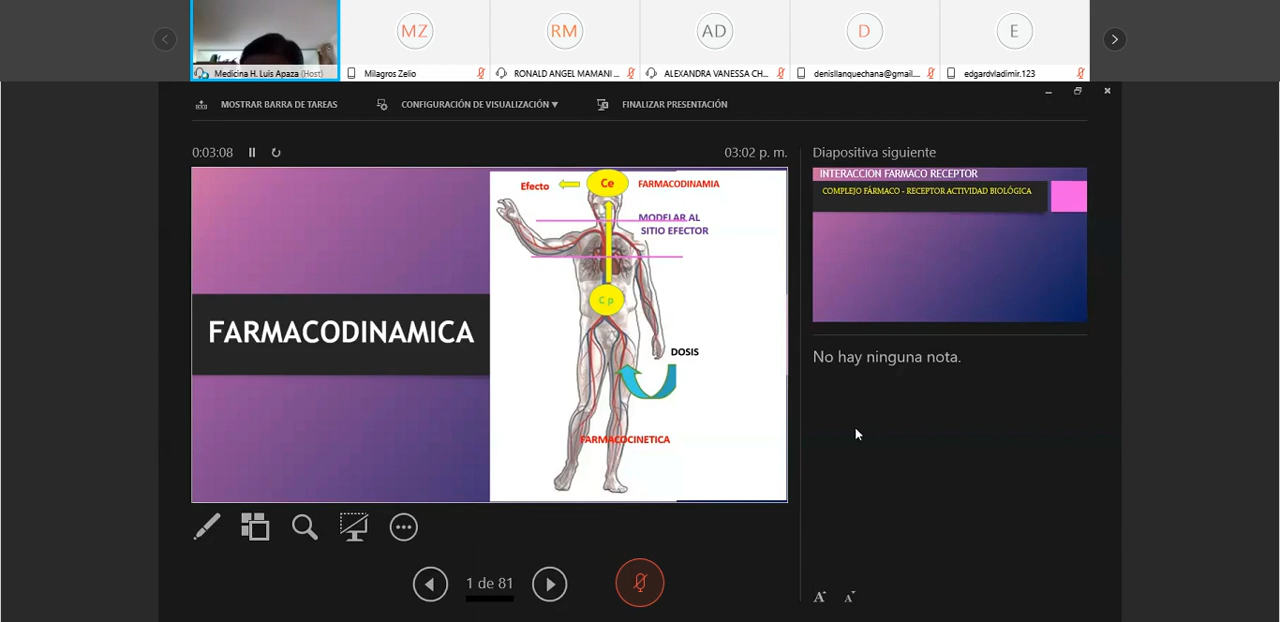 MZ
RM
AD
D
E
Medicina H. Luis Apaza (Host)
Milagros Zelio
RONALD ANGEL MAMANI ...
ALEXANDRA VANESSA CH...
denisllanquechana@gmail....
edgardvladimir.123
MOSTRAR BARRA DE TAREAS
CONFIGURACIÓN DE VISUALIZACIÓN ▼
FINALIZAR PRESENTACIÓN
0:03:08
03:02 p. m.
Diapositiva siguiente
FARMACODINAMICA
Efecto
Ce
FARMACODINAMIA
MODELAR AL
SITIO EFECTOR
C p
DOSIS
FARMACOCINETICA
INTERACCION FARMACO RECEPTOR
COMPLEJO FÁRMACO - RECEPTOR ACTIVIDAD BIOLÓGICA
No hay ninguna nota.
1 de 81
A
A